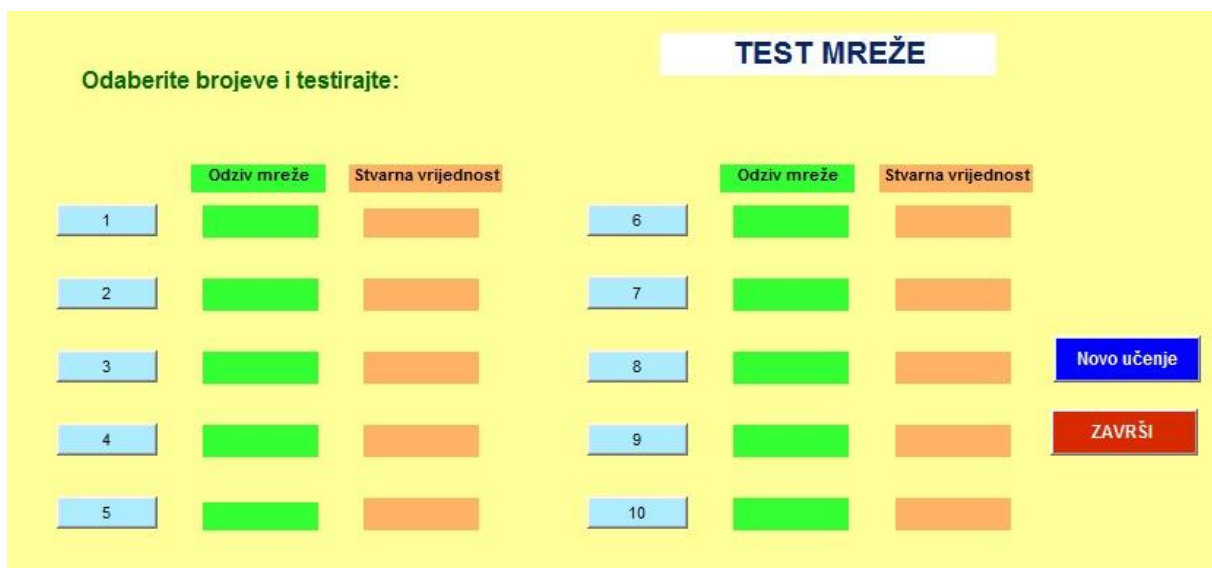 TEST MREŽE
Odaberite brojeve i testirajte:
Odziv mreže Stvarna vrijednost Odziv mreže Stvarna vrijednost
1 6
2 7
3 8 Novo učenje
4 9 ZAVRŠI
5 10